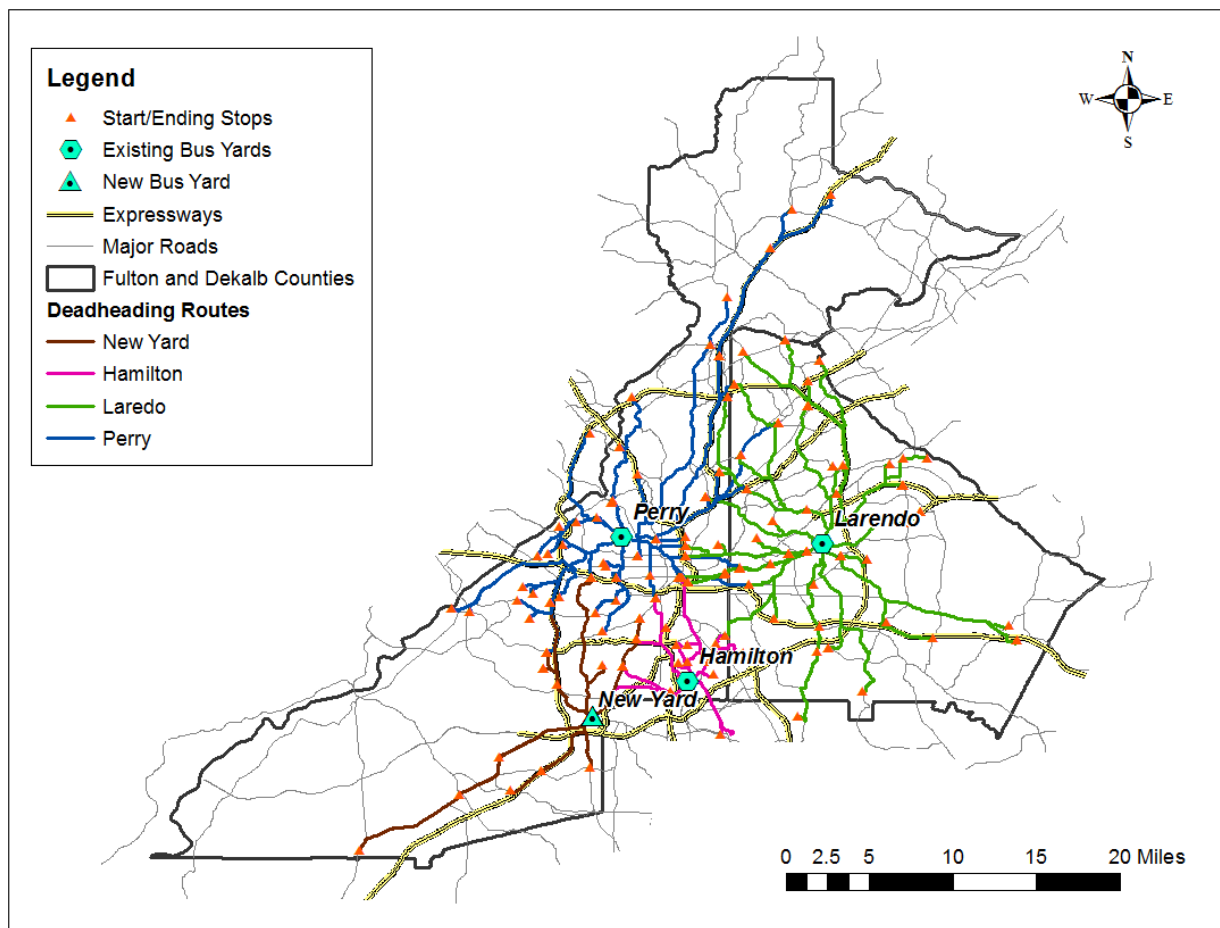 Legend
Start/Ending Stops
Existing Bus Yards
New Bus Yard
Expressways
Major Roads
Fulton and Dekalb Counties
Deadheading Routes
New Yard
Hamilton
Laredo
Perry
N
W E
S
Perry
Larendo
Hamilton
New Yard
0 2.5 5 10 15 20 Miles